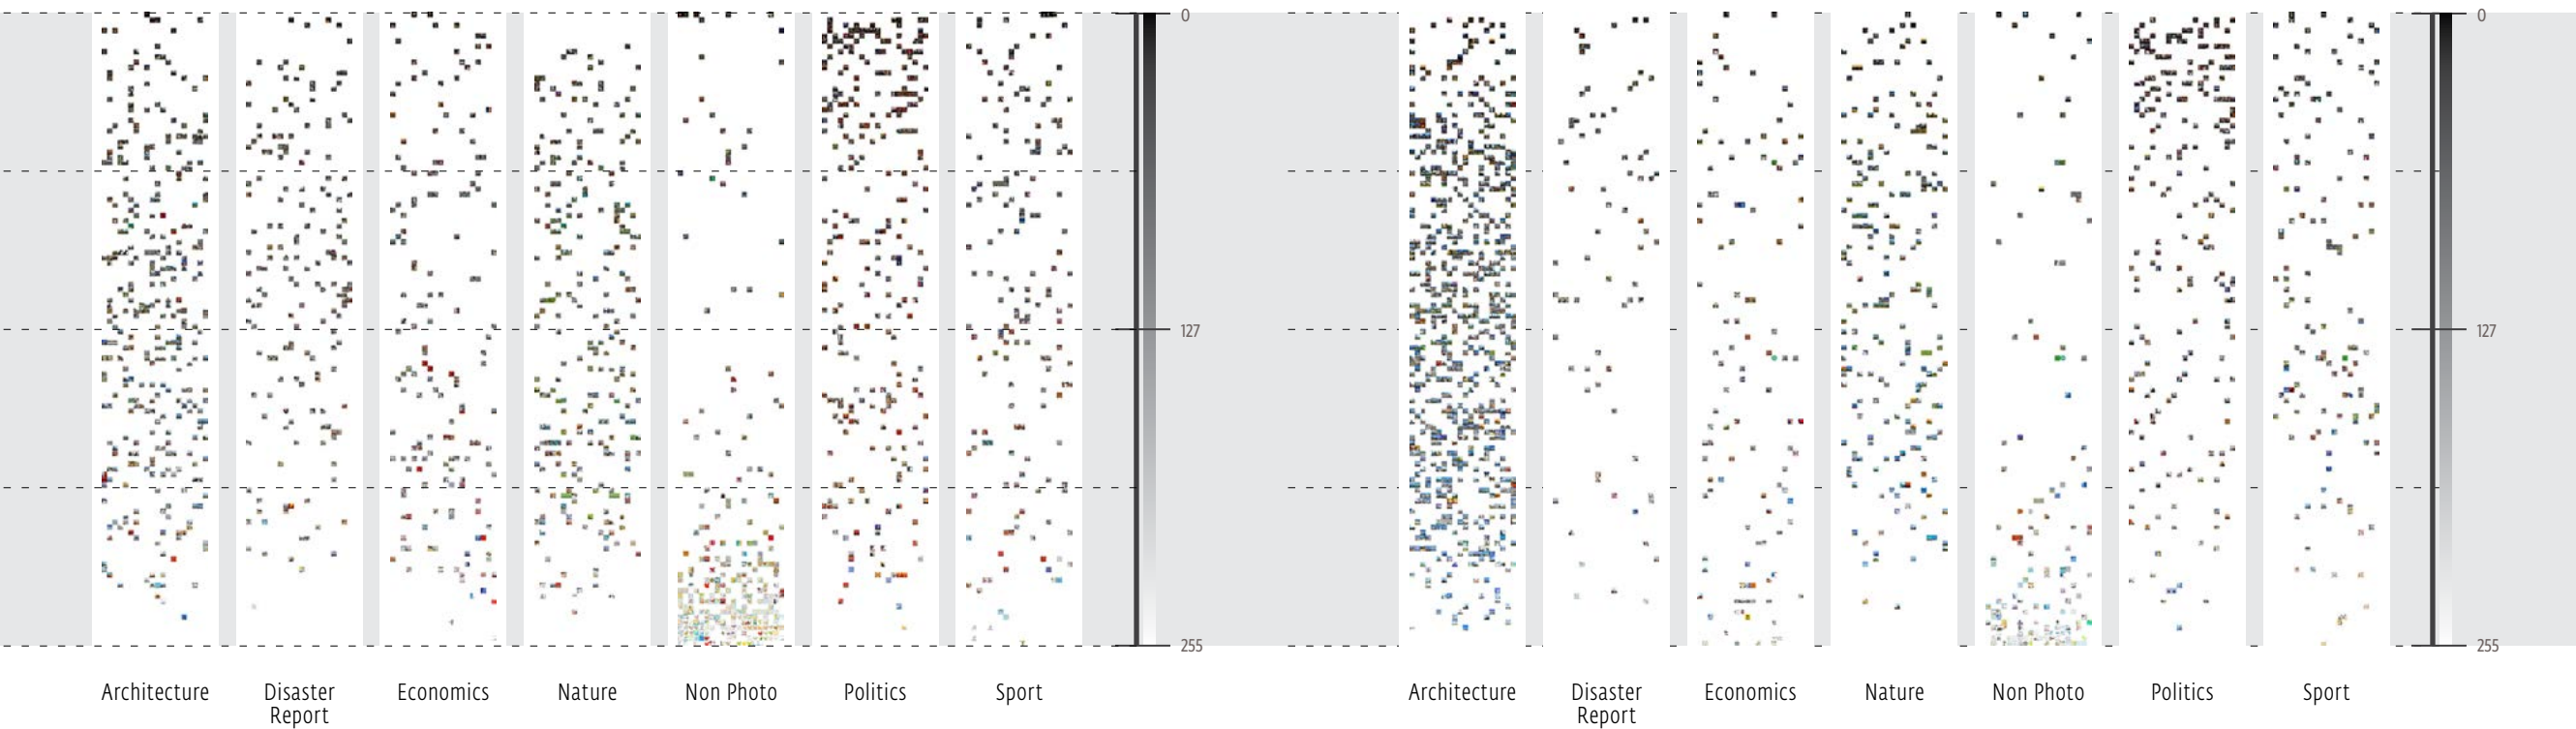 0
127
255
Architecture
Disaster
Report
Economics
Nature
Non Photo
Politics
Sport
0
127
255
Architecture
Disaster
Report
Economics
Nature
Non Photo
Politics
Sport